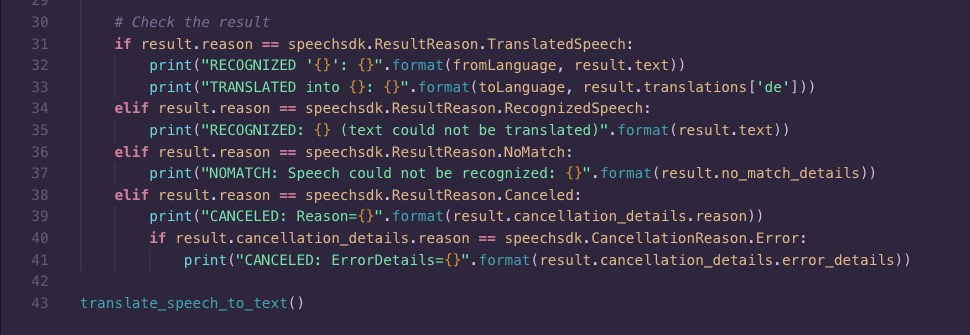 29
30 # Check the result
31 if result.reason == speechsdk.ResultReason.TranslatedSpeech:
32 print("RECOGNIZED '{}': {}".format(fromLanguage, result.text))
33 print("TRANSLATED into {}: {}".format(toLanguage, result.translations['de']))
34 elif result.reason == speechsdk.ResultReason.RecognizedSpeech:
35 print("RECOGNIZED: {} (text could not be translated)".format(result.text))
36 elif result.reason == speechsdk.ResultReason.NoMatch:
37 print("NOMATCH: Speech could not be recognized: {}".format(result.no_match_details))
38 elif result.reason == speechsdk.ResultReason.Canceled:
39 print("CANCELED: Reason={}".format(result.cancellation_details.reason))
40 if result.cancellation_details.reason == speechsdk.CancellationReason.Error:
41 print("CANCELED: ErrorDetails={}".format(result.cancellation_details.error_details))
42
43 translate_speech_to_text()